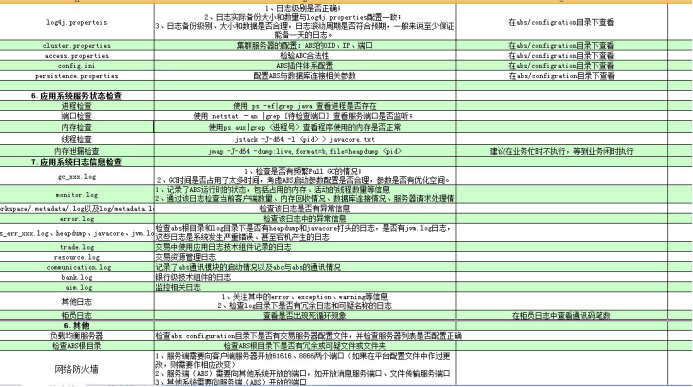 1、日志级别是否正确;
log4j.properteis
2、日志实际备份大小和数量与log4j.properties配置一致;
3、日志备份级别、大小和数据是否合理，日志滚动周期是否符合预期，一般来说至少保证能备一天的日志。
在abs/configration目录下查看
cluster.properties 集群服务器的配置: ABS的OID、IP、端口 在abs/configration目录下查看
access.properties 检验ABC合法性 在abs/configration目录下查看
config.ini ABS插件体系配置 在abs/configration目录下查看
persistence.properties 配置ABS与数据库连接相关参数 在abs/configration目录下查看
6.应用系统服务状态检查
进程检查 使用 ps -ef|grep java 查看进程是否存在
端口检查 使用 netstat -an |grep [待检查端口] 查看服务端口是否监听;
内存检查 使用ps aux|grep <进程号> 查看程序使用的内存是否正常
线程检查 jstack -J-d64 -l <pid> > javacore.txt
内存泄漏检查 jmap -J-d64 -dump:live,format=b,file=heapdump <pid> 建议在业务忙时不执行，等到业务闲时执行
7.应用系统日志信息检查
gc_xxx.log
1、检查是否有频繁Full GC的情况;
2、GC时间是否占用了太多时间，考虑ABS启动参数配置是否合理，参数是否有优化空间。
monitor.log
1、记录了ABS运行时的状态，包括占用的内存、活动的线程数量等信息
2、通过该日志检查当前客户端数量、内存回收情况、数据库连接情况、服务器请求处理情
orkspace/.metadata/.log以及log/metadata.l 检查该日志是否有异常信息
error.log 检查该日志中的异常信息
s_err_xxx.log、heapdump、javacore、jvm.lo
检查abs根目录和log目录下是否有heapdump和javacore打头的日志，是否有jvm.log日志，这些日志是系统发生严重错误、甚至宕机产生的日志
trade.log 交易中使用应用日志技术组件记录的日志
resource.log 交易资源管理日志
communication.log 记录了abs通讯模块的启动情况以及abc与abs的通讯情况
bank.log 银行级技术组件的日志
aim.log 监控相关日志
其他日志
1、关注其中的error、exception、warning等信息
2、检查log目录下是否有冗余日志和可疑名称的日志
柜员日志 查看是否出现死循环现象 在柜员日志中查看通讯码笔数
6.其他
负载均衡服务器 检查abs configuration目录下是否有交易服务器配置文件，并检查服务器列表是否配置正确
检查ABS根目录 检查ABS根目录下是否有冗余或可疑文件或文件夹
网络防火墙
1、服务端需要向客户端服务器开放61616、8866两个端口（如果在平台配置文件中作过更改，则需要作相应改变）
2、服务端（ABS）需要向其他系统开放的端口，如开放消息服务端口、文件传输服务端口
3、其他系统需要向服务端（ABS）开放的端口